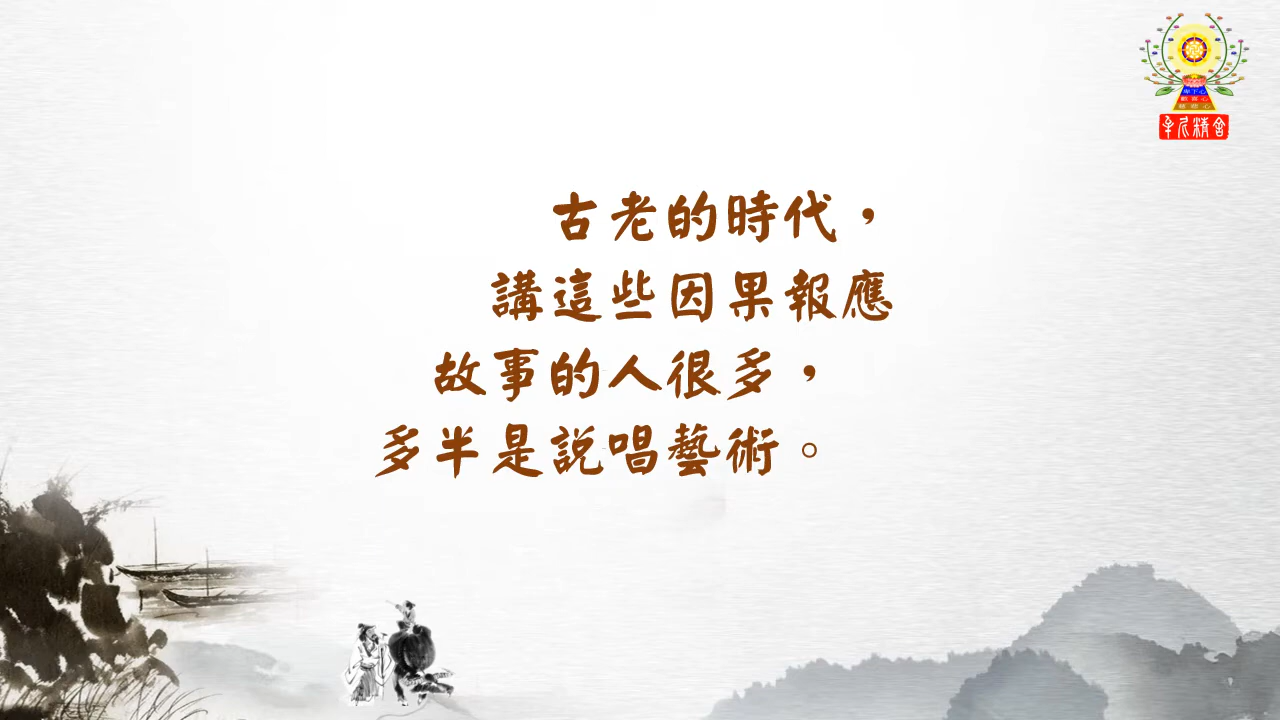 古老的時代，
講這些因果報應
故事的人很多，
多半是說唱藝術。